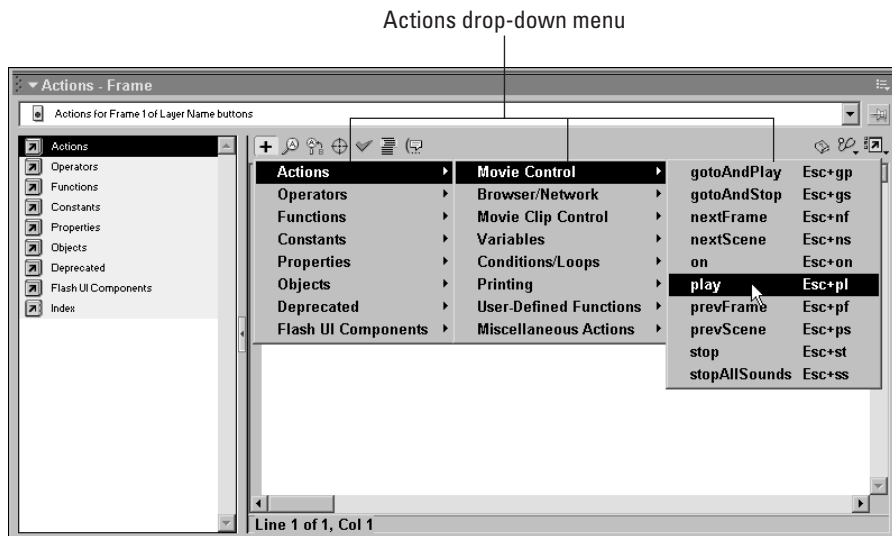 Actions drop-down menu
Actions - Frame
Actions for Frame 1 of Layer Name buttons
Actions
Operators
Functions
Constants
Properties
Objects
Deprecated
Flash UI Components
Index
Actions
Operators
Functions
Constants
Properties
Objects
Deprecated
Flash UI Components
Movie Control
Browser/Network
Movie Clip Control
Variables
Conditions/Loops
Printing
User-Defined Functions
Miscellaneous Actions
gotoAndPlay Esc+gp
gotoAndStop Esc+gs
nextFrame Esc+nf
nextScene Esc+ns
on Esc+on
play Esc+pl
prevFrame Esc+pf
prevScene Esc+ps
stop Esc+st
stopAllSounds Esc+ss
Line 1 of 1, Col 1